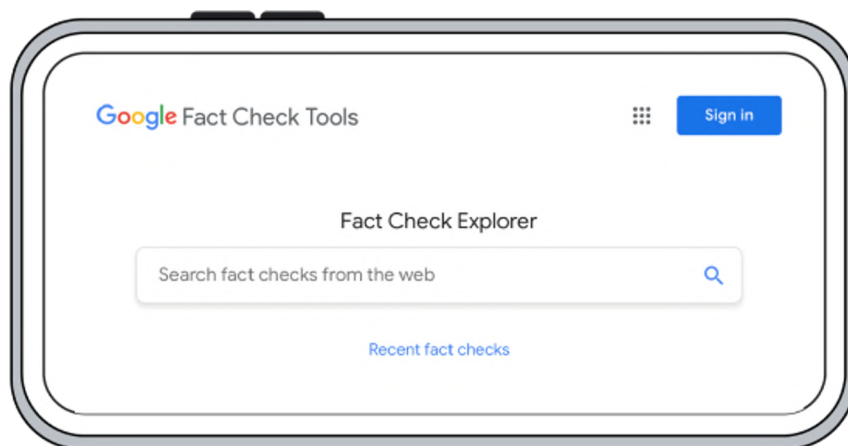 Google Fact Check Tools
Sign in
Fact Check Explorer
Search fact checks from the web
Recent fact checks